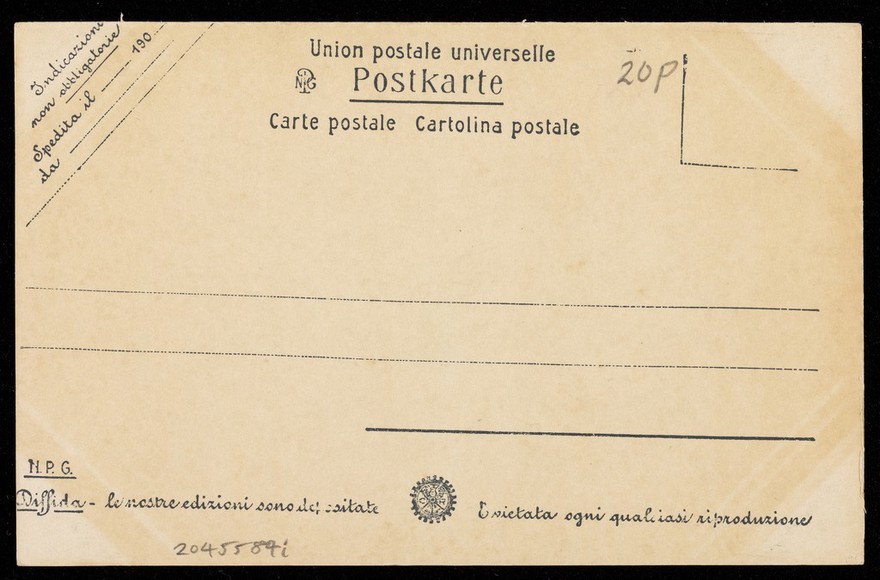 Indicazioni
non obbligatorie
Spedita il 190
da
Union postale universelle
NPG Postkarte
Carte postale Cartolina postale
20P
N.P.G.
Diffida - le nostre edizioni sono depositate
È vietata ogni qualsiasi riproduzione
2045589i